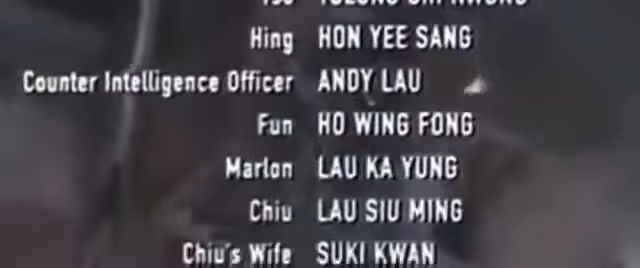 Hing HON YEE SANG
Counter Intelligence Officer ANDY LAU
Fun HO WING FONG
Marlon LAU KA YUNG
Chiu LAU SIU MING
Chiu's Wife SUKI KWAN